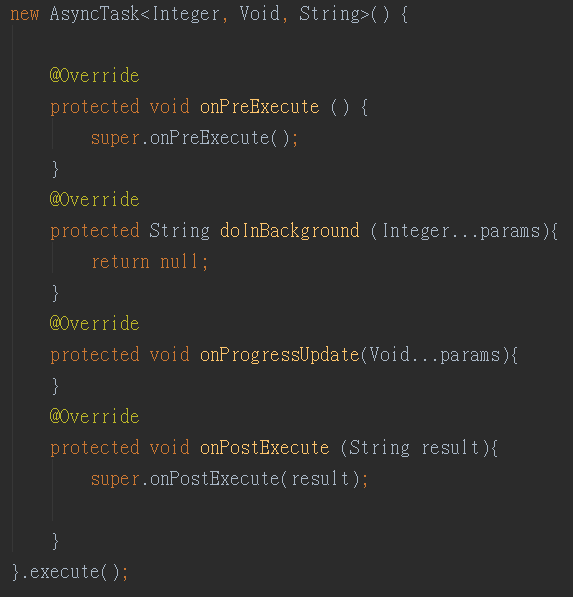 new AsyncTask<Integer, Void, String>() {
@Override
protected void onPreExecute () {
super.onPreExecute();
}
@Override
protected String doInBackground (Integer...params){
return null;
}
@Override
protected void onProgressUpdate(Void...params){
}
@Override
protected void onPostExecute (String result){
super.onPostExecute(result);
}
}.execute();